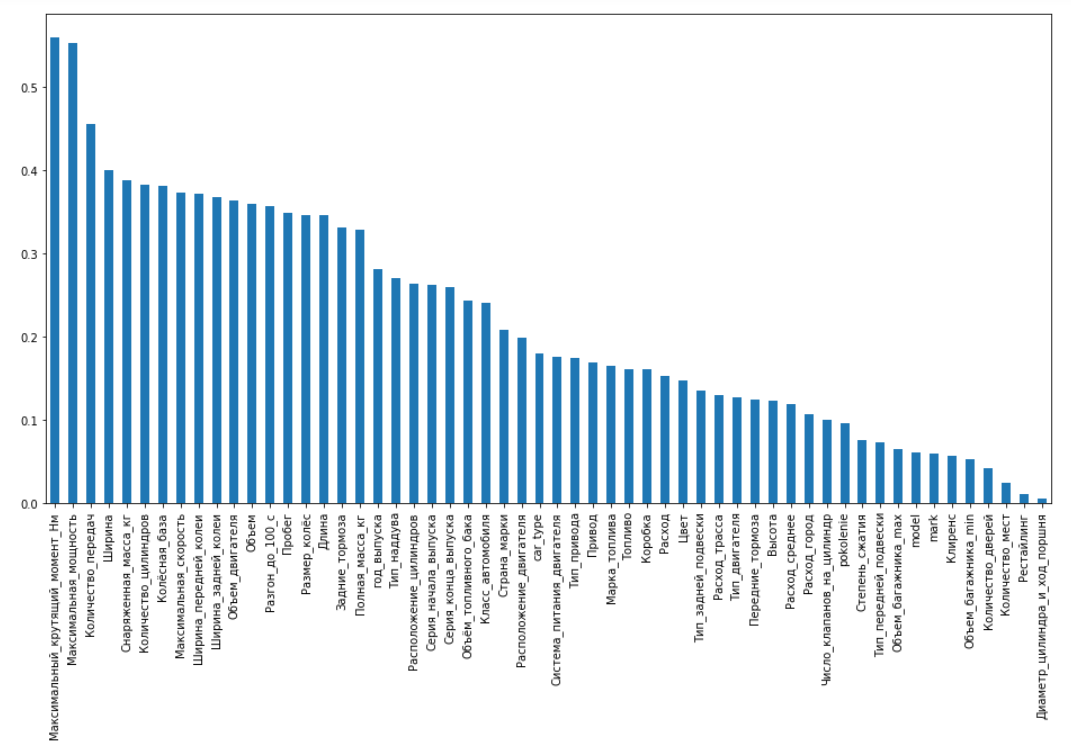 0.5
0.4
0.3
0.2
0.1
0.0
Максимальный_крутящий_момент_Нм
Максимальная_мощность
Количество_передач
Ширина
Снаряженная_масса_кг
Количество_цилиндров
Колёсная_база
Максимальная_скорость
Ширина_передней_колеи
Ширина_задней_колеи
Объем_двигателя
Объем
Разгон_до_100_с
Пробег
Размер_колёс
Длина
Задние_тормоза
Полная_масса_кг
год_выпуска
Тип_наддува
Расположение_цилиндров
Серия_начала_выпуска
Серия_конца_выпуска
Объём_топливного_бака
Класс_автомобиля
Страна_марки
Расположение_двигателя
car_type
Система_питания_двигателя
Тип_привода
Привод
Марка_топлива
Топливо
Коробка
Расход
Цвет
Тип_задней_подвески
Расход_трасса
Тип_двигателя
Передние_тормоза
Высота
Расход_среднее
Расход_город
Число_клапанов_на_цилиндр
pokolenie
Степень_сжатия
Тип_передней_подвески
Объем_багажника_max
model
mark
Клиренс
Объем_багажника_min
Количество_дверей
Количество_мест
Рестайлинг
Диаметр_цилиндра_и_ход_поршня